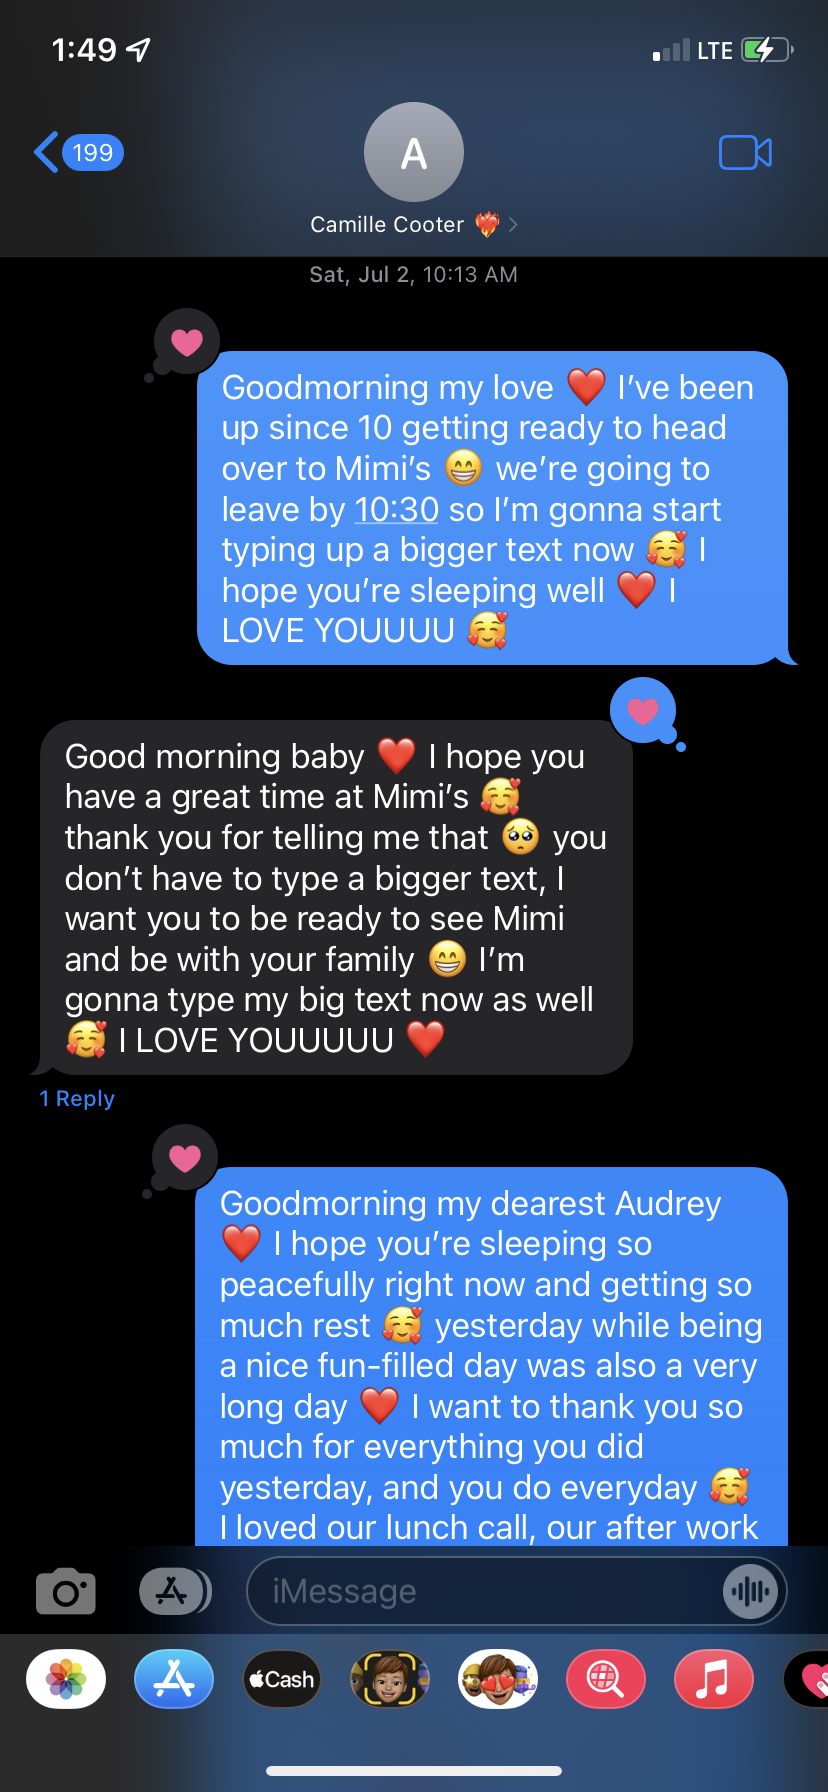 1:49
LTE
199
A
Camille Cooter ❤️‍🔥
Sat, Jul 2, 10:13 AM
Goodmorning my love ❤️ I’ve been
up since 10 getting ready to head
over to Mimi’s 😁 we’re going to
leave by 10:30 so I’m gonna start
typing up a bigger text now 🥰 I
hope you’re sleeping well ❤️ I
LOVE YOUUUU 🥰
Good morning baby ❤️ I hope you
have a great time at Mimi’s 🥰
thank you for telling me that 🥺 you
don’t have to type a bigger text, I
want you to be ready to see Mimi
and be with your family 😁 I’m
gonna type my big text now as well
🥰 I LOVE YOUUUUU ❤️
1 Reply
Goodmorning my dearest Audrey
❤️ I hope you’re sleeping so
peacefully right now and getting so
much rest 🥰 yesterday while being
a nice fun-filled day was also a very
long day ❤️ I want to thank you so
much for everything you did
yesterday, and you do everyday 🥰
I loved our lunch call, our after work
iMessage
Cash